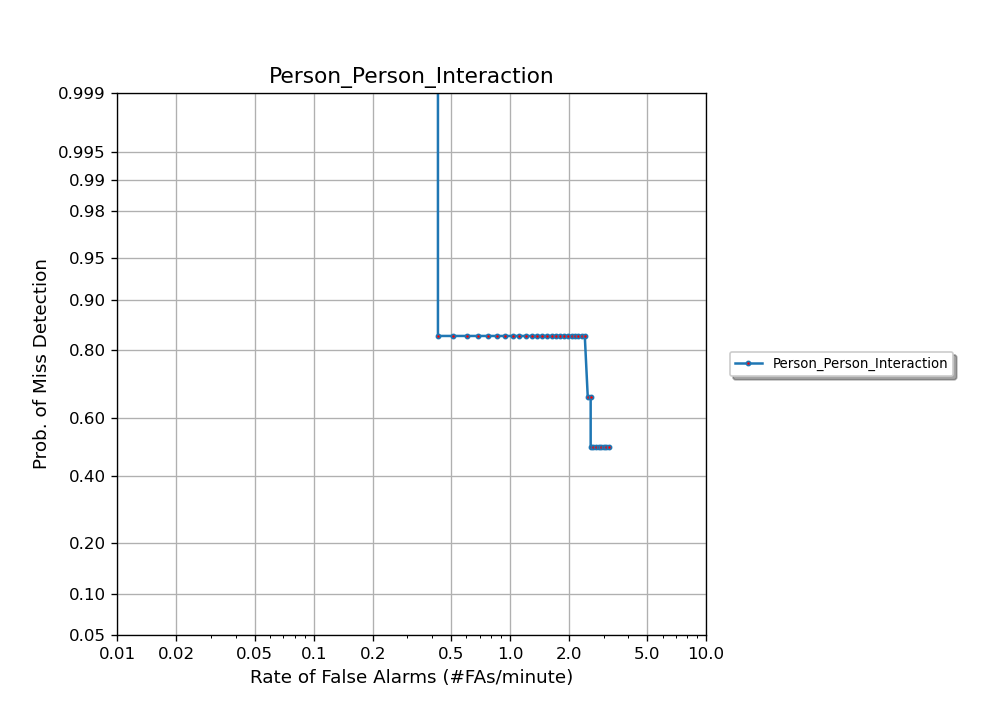 Person_Person_Interaction
0.999
0.995
0.99
0.98
0.95
0.90
0.80
0.60
0.40
0.20
0.10
0.05
Prob. of Miss Detection
0.01 0.02 0.05 0.1 0.2 0.5 1.0 2.0 5.0 10.0
Rate of False Alarms (#FAs/minute)
Person_Person_Interaction